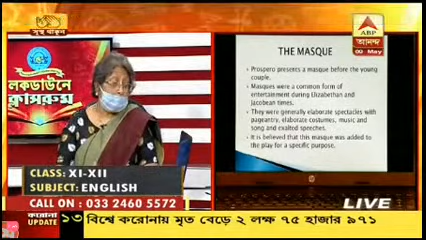 সুস্থ থাকুন
abp
ABP
আনন্দ
09 May
লকডাউনে
ক্লাসরুম
THE MASQUE
• Prospero presents a masque before the young
couple.
• Masques were a common form of
entertainment during Elizabethan and
Jacobean times.
• They were generally elaborate spectacles with
pageantry, elaborate costumes, music and
song and exalted speeches.
• It is believed that this masque was added to
the play for a specific purpose.
CLASS: XI-XII
SUBJECT: ENGLISH
CALL ON : 033 2460 5572
LIVE
করোনা
UPDATE
১৩ বিশ্বে করোনায় মৃত বেড়ে ২ লক্ষ ৭৫ হাজার ৯৭১